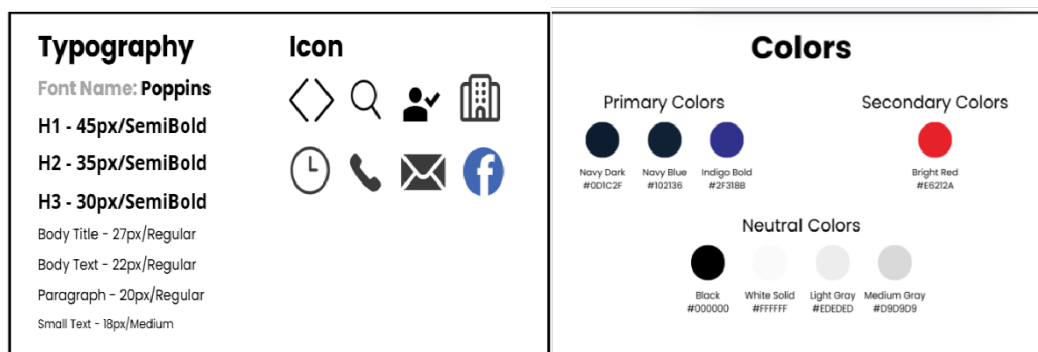 Typography
Font Name: Poppins
H1 - 45px/SemiBold
H2 - 35px/SemiBold
H3 - 30px/SemiBold
Body Title - 27px/Regular
Body Text - 22px/Regular
Paragraph - 20px/Regular
Small Text - 18px/Medium
Icon
Colors
Primary Colors
Navy Dark
#0D1C2F
Navy Blue
#102136
Indigo Bold
#2F318B
Secondary Colors
Bright Red
#E6212A
Neutral Colors
Black
#000000
White Solid
#FFFFFF
Light Gray
#EDEDED
Medium Gray
#D9D9D9